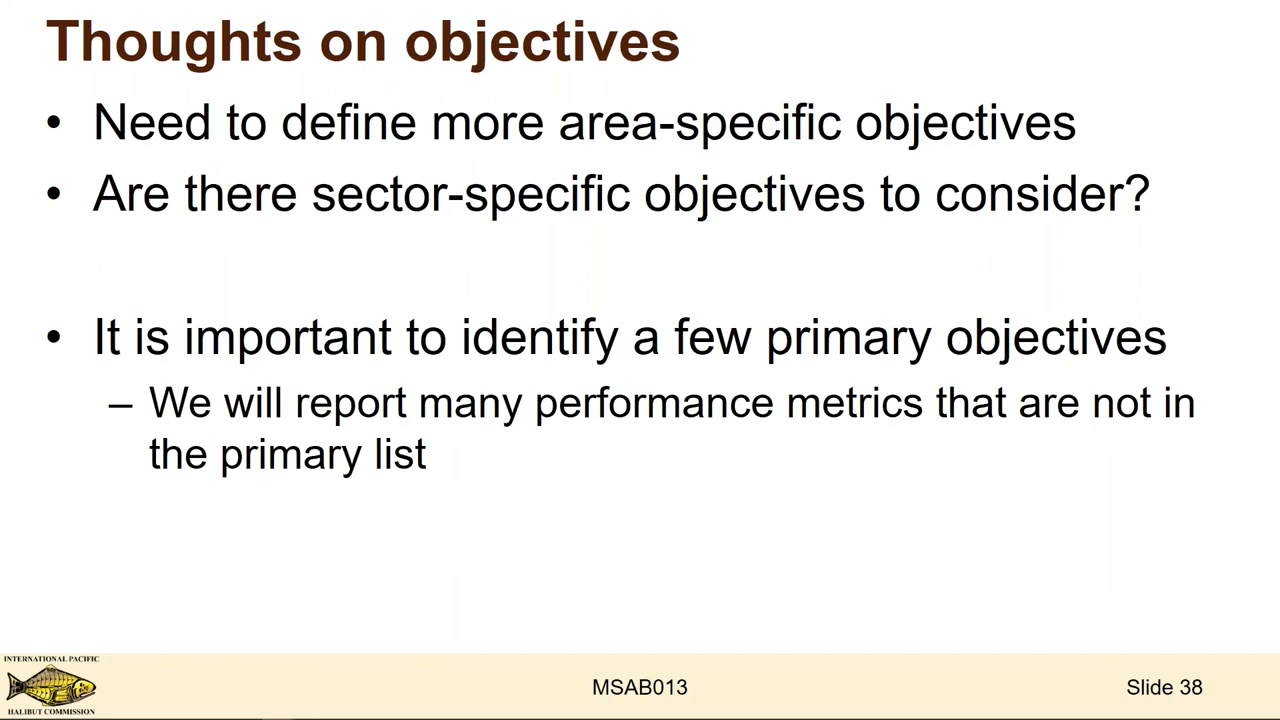 Thoughts on objectives
• Need to define more area-specific objectives
• Are there sector-specific objectives to consider?
• It is important to identify a few primary objectives
– We will report many performance metrics that are not in
the primary list
INTERNATIONAL PACIFIC
HALIBUT COMMISSION
MSAB013
Slide 38